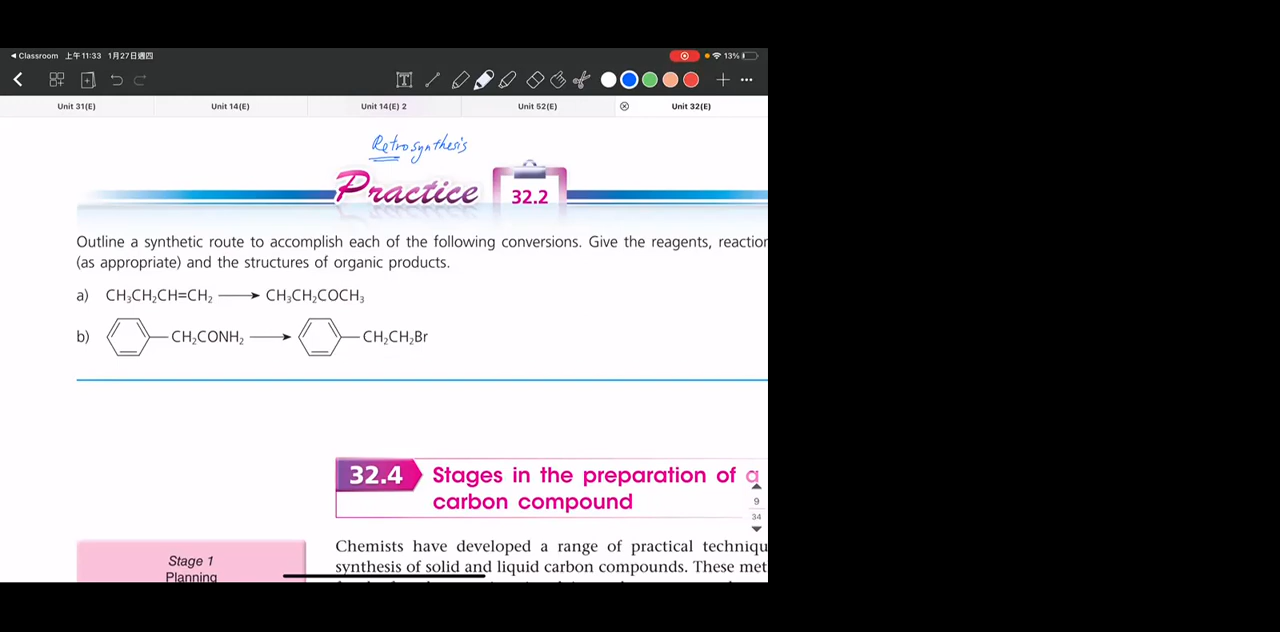 Classroom 上午11:33 1月27日週四 13%
Unit 31(E) Unit 14(E) Unit 14(E) 2 Unit 52(E) Unit 32(E)
Retrosynthesis
Practice 32.2
Outline a synthetic route to accomplish each of the following conversions. Give the reagents, reaction
(as appropriate) and the structures of organic products.
a) CH₃CH₂CH=CH₂ ⟶ CH₃CH₂COCH₃
b) CH₂CONH₂ ⟶ CH₂CH₂Br
32.4 Stages in the preparation of a
carbon compound
9
34
Chemists have developed a range of practical techniqu
Stage 1
synthesis of solid and liquid carbon compounds. These met
Planning